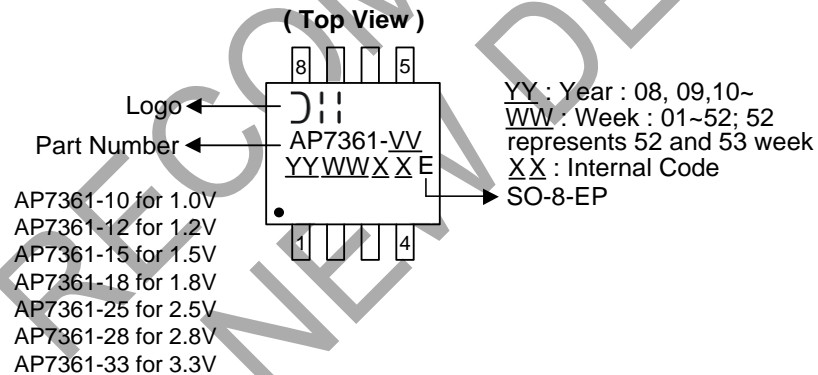 ( Top View )
8 5
Logo
Part Number
AP7361-VV
YYWWX X E
YY : Year : 08, 09,10~
WW : Week : 01~52; 52
represents 52 and 53 week
X X : Internal Code
SO-8-EP
1 4
AP7361-10 for 1.0V
AP7361-12 for 1.2V
AP7361-15 for 1.5V
AP7361-18 for 1.8V
AP7361-25 for 2.5V
AP7361-28 for 2.8V
AP7361-33 for 3.3V